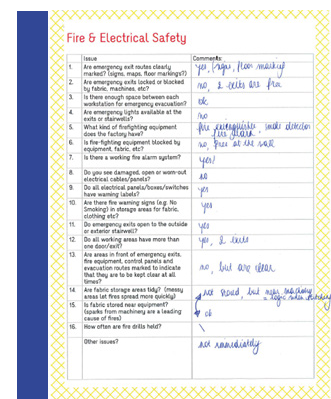 Fire & Electrical Safety
Issue Comments:
1. Are emergency exit routes clearly yes, (signs, floor marking)
marked? (signs, maps, floor markings?)
2. Are emergency exits locked or blocked no, 2 exits are free
by fabric, machines, etc?
3. Is there enough space between each ok
workstation for emergency evacuation?
4. Are emergency lights available at the no
exits or stairwells?
5. What kind of firefighting equipment fire extinguisher, smoke detector
does the factory have? fire
6. Is fire-fighting equipment blocked by no, free at the wall
equipment, fabric, etc?
7. Is there a working fire alarm system? yes!
8. Do you see damaged, open or worn-out no
electrical cables/panels?
9. Do all electrical panels/boxes/switches yes
have warning labels?
10. Are there fire warning signs (e.g. No yes
Smoking) in storage areas for fabric,
clothing etc?
11. Do emergency exits open to the outside yes
or exterior stairwell?
12. Do all working areas have more than yes, 2 exits
one door/exit?
13. Are areas in front of emergency exits,
fire equipment, control panels and
evacuation routes marked to indicate no, but are clear
that they are to be kept clear at all
times?
14. Are fabric storage areas tidy? (messy not stored, but near machinery
areas let fires spread more quickly)
15. Is fabric stored near equipment? ok
(sparks from machinery are a leading
cause of fires)
16. How often are fire drills held? \
Other issues? not immediately